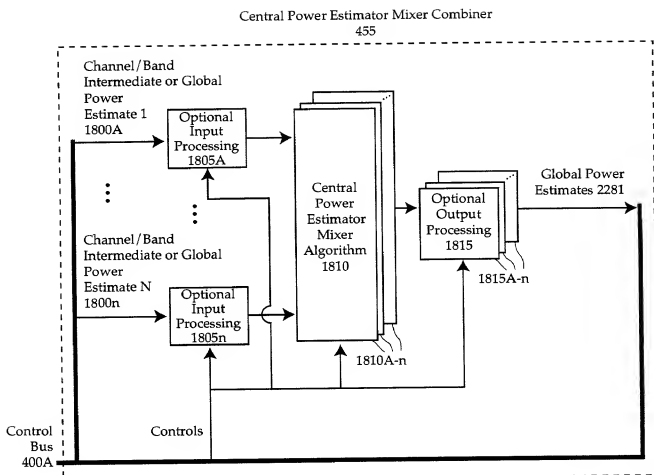 Central Power Estimator Mixer Combiner
455
Channel/Band
Intermediate or Global
Power
Estimate 1
1800A
Optional
Input
Processing
1805A
Central
Power
Estimator
Mixer
Algorithm
1810
Optional
Output
Processing
1815
Global Power
Estimates 2281
1815A-n
Channel/Band
Intermediate or Global
Power
Estimate N
1800n
Optional
Input
Processing
1805n
1810A-n
Control
Bus
400A
Controls